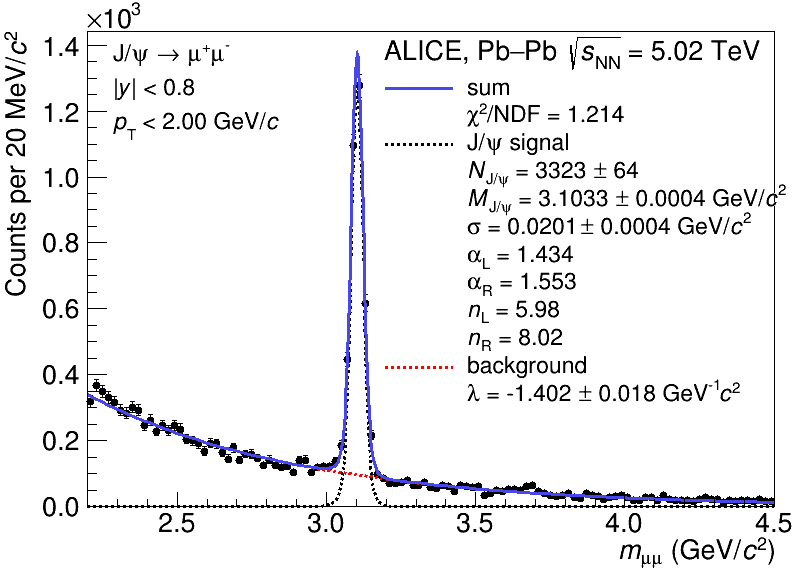 ×10³
J/ψ → μ⁺μ⁻
|y| < 0.8
p_T < 2.00 GeV/c
ALICE, Pb–Pb √s_NN = 5.02 TeV
sum
χ²/NDF = 1.214
J/ψ signal
N_J/ψ = 3323 ± 64
M_J/ψ = 3.1033 ± 0.0004 GeV/c²
σ = 0.0201 ± 0.0004 GeV/c²
α_L = 1.434
α_R = 1.553
n_L = 5.98
n_R = 8.02
background
λ = -1.402 ± 0.018 GeV⁻¹c²
Counts per 20 MeV/c²
1.4
1.2
1.0
0.8
0.6
0.4
0.2
0.0
2.5 3.0 3.5 4.0 4.5
m_μμ (GeV/c²)